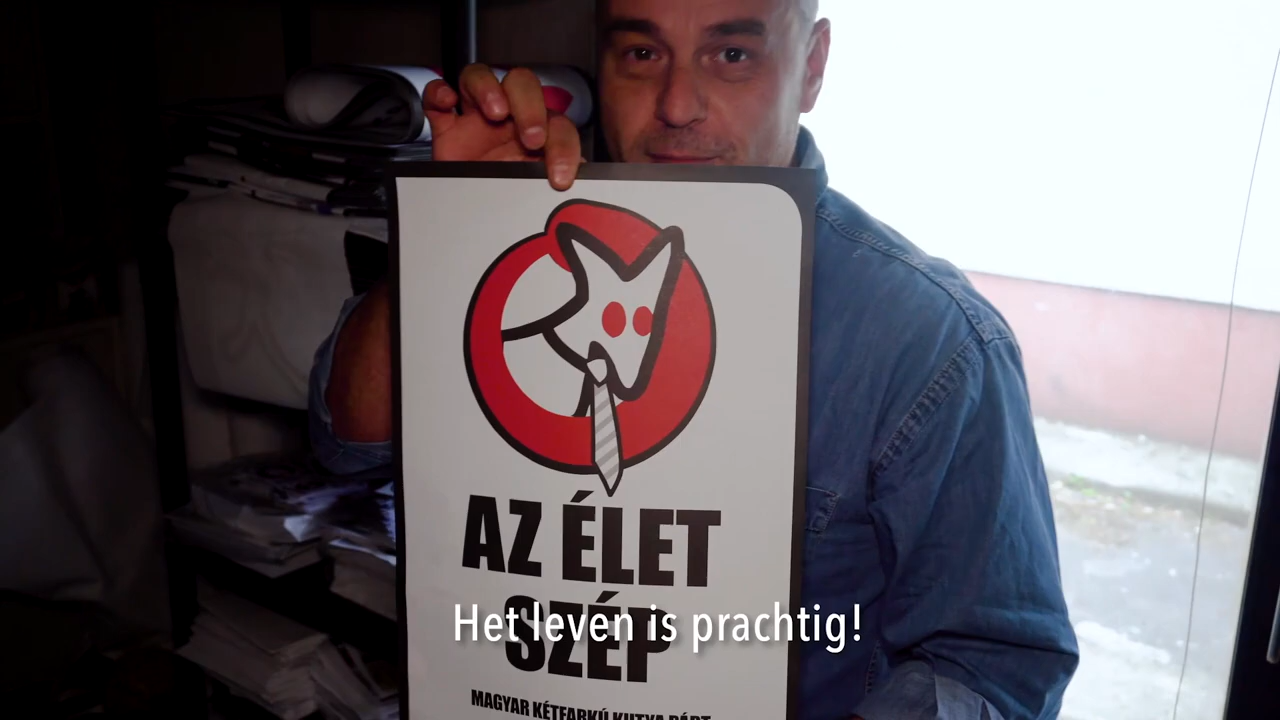 AZ ÉLET
SZÉP
Het leven is prachtig!
MAGYAR KÉTFARKÚ KUTYA PÁRT